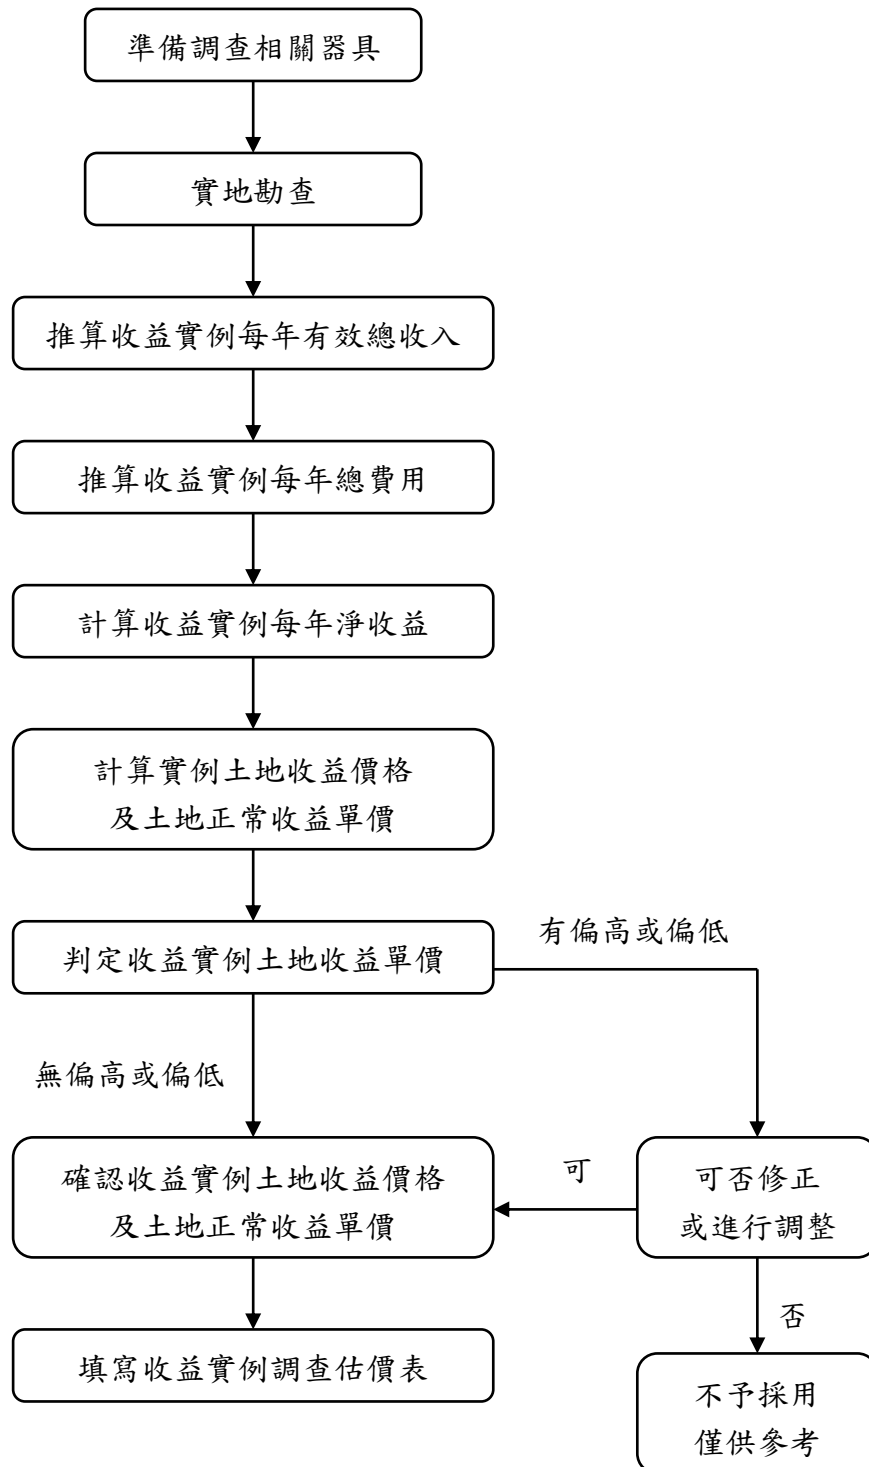 準備調查相關器具
實地勘查
推算收益實例每年有效總收入
推算收益實例每年總費用
計算收益實例每年淨收益
計算實例土地收益價格
及土地正常收益單價
判定收益實例土地收益單價
有偏高或偏低
無偏高或偏低
確認收益實例土地收益價格
及土地正常收益單價
可
可否修正
或進行調整
否
填寫收益實例調查估價表
不予採用
僅供參考